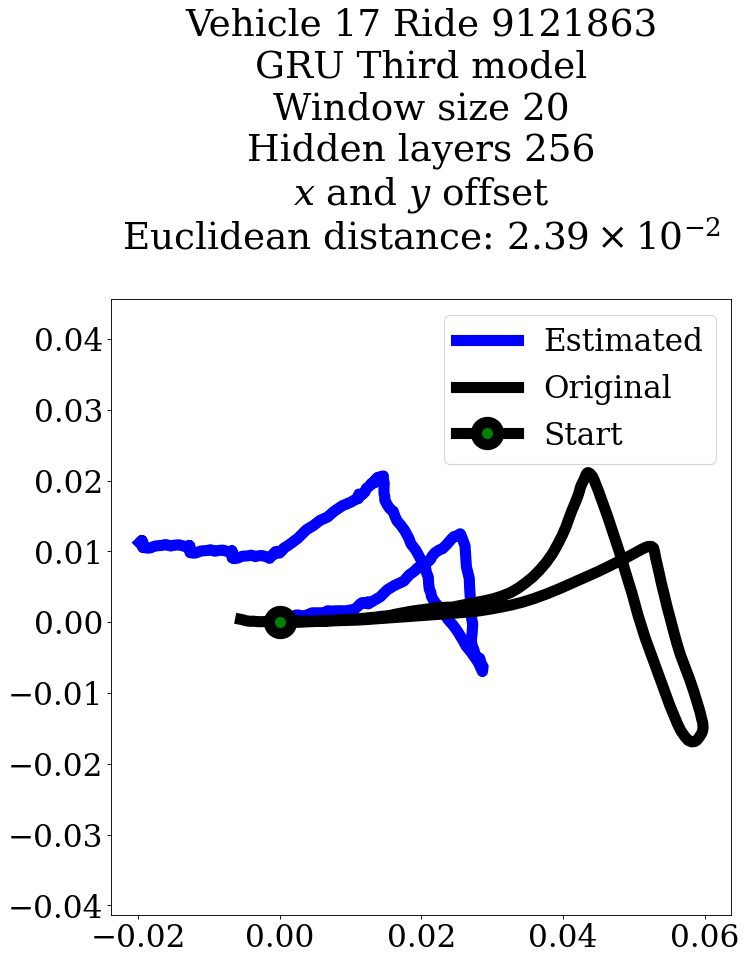 Vehicle 17 Ride 9121863
GRU Third model
Window size 20
Hidden layers 256
x and y offset
Euclidean distance: 2.39 × 10⁻²
Estimated
Original
Start
0.04
0.03
0.02
0.01
0.00
−0.01
−0.02
−0.03
−0.04
−0.02 0.00 0.02 0.04 0.06